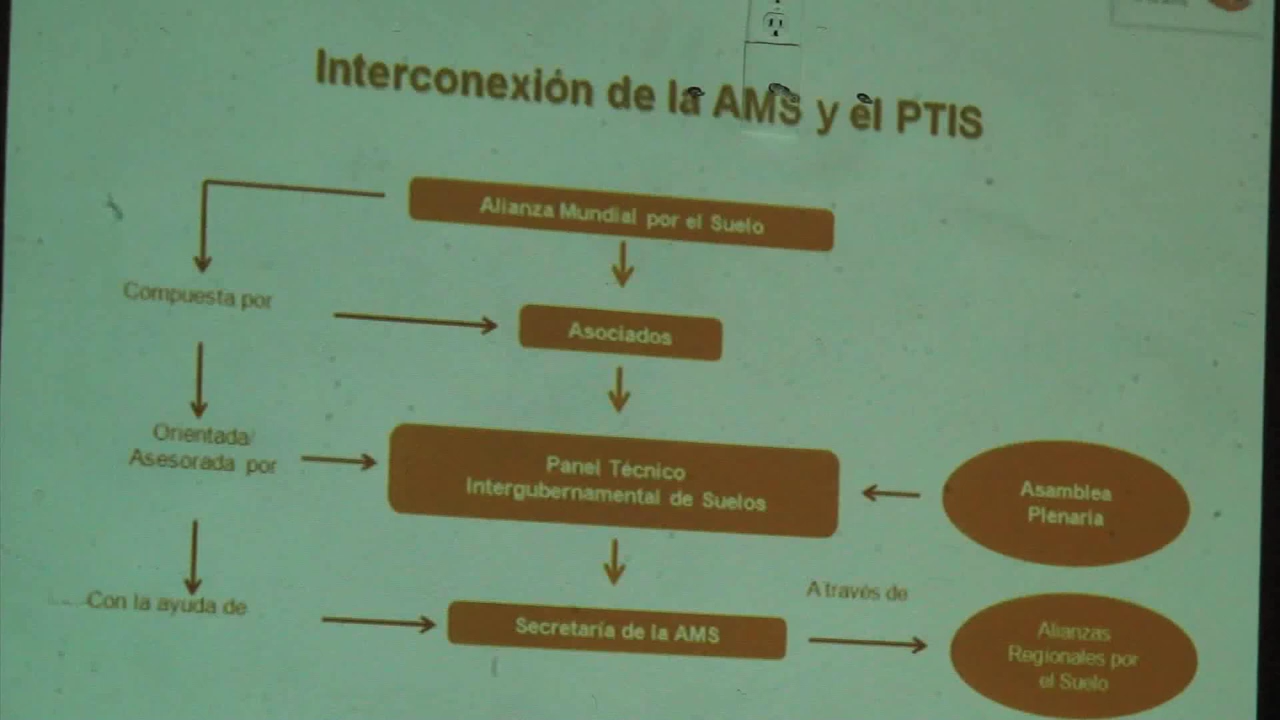 Interconexión de la AMS y el PTIS
Alianza Mundial por el Suelo
Compuesta por
Asociados
Orientada/
Asesorada por
Panel Técnico
Intergubernamental de Suelos
Asamblea
Plenaria
Con la ayuda de
Secretaría de la AMS
A través de
Alianzas
Regionales por
el Suelo